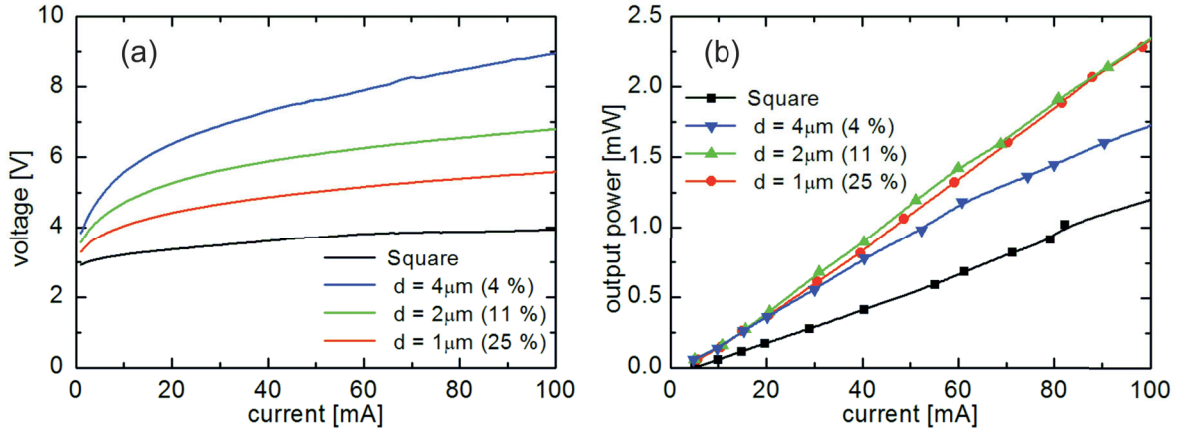 (a)
voltage [V]
10
8
6
4
2
0
Square
d = 4μm (4 %)
d = 2μm (11 %)
d = 1μm (25 %)
0 20 40 60 80 100
current [mA]
(b)
output power [mW]
2.5
2.0
1.5
1.0
0.5
0.0
Square
d = 4μm (4 %)
d = 2μm (11 %)
d = 1μm (25 %)
0 20 40 60 80 100
current [mA]